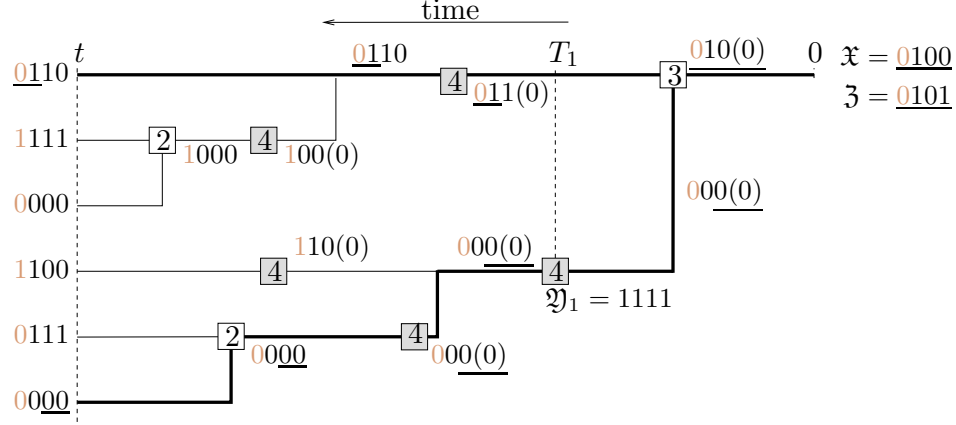 time
t 0110 T₁ 010(0) 0 𝔛 = 0100
0110 4 3
011(0) ℨ = 0101
1111 2 4
1000 100(0)
0000 000(0)
110(0) 000(0)
1100 4 4
𝔜₁ = 1111
0111 2 4
0000 000(0)
0000